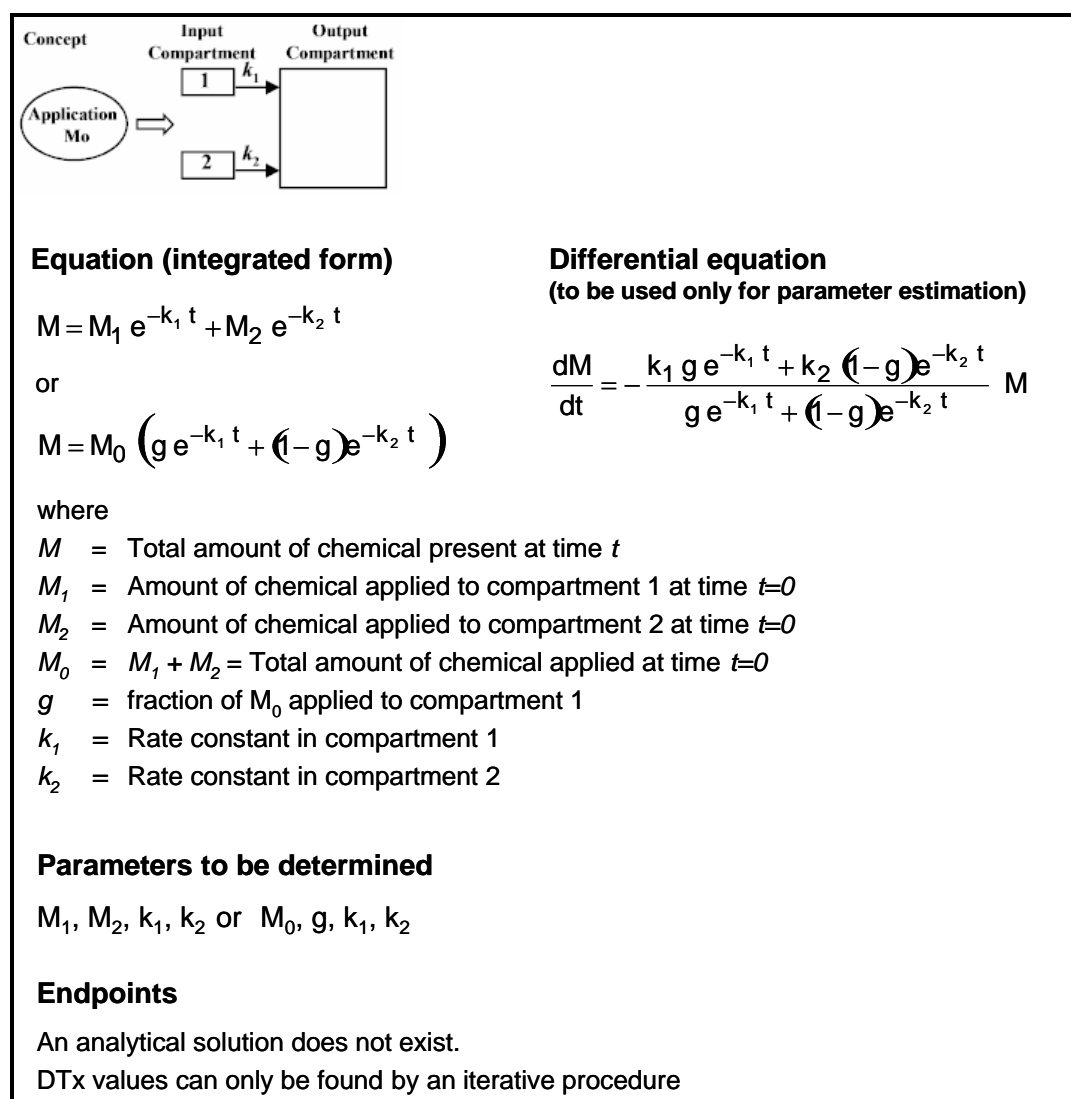 Concept
Input Compartment
Output Compartment
Application Mo
1
k₁
2
k₂
Equation (integrated form)
M = M₁ e^(−k₁ t) + M₂ e^(−k₂ t)
or
M = M₀ (g e^(−k₁ t) + (1−g) e^(−k₂ t))
Differential equation
(to be used only for parameter estimation)
dM/dt = − (k₁ g e^(−k₁ t) + k₂ (1−g) e^(−k₂ t)) / (g e^(−k₁ t) + (1−g) e^(−k₂ t)) M
where
M = Total amount of chemical present at time t
M₁ = Amount of chemical applied to compartment 1 at time t=0
M₂ = Amount of chemical applied to compartment 2 at time t=0
M₀ = M₁ + M₂ = Total amount of chemical applied at time t=0
g = fraction of M₀ applied to compartment 1
k₁ = Rate constant in compartment 1
k₂ = Rate constant in compartment 2
Parameters to be determined
M₁, M₂, k₁, k₂ or M₀, g, k₁, k₂
Endpoints
An analytical solution does not exist.
DTx values can only be found by an iterative procedure